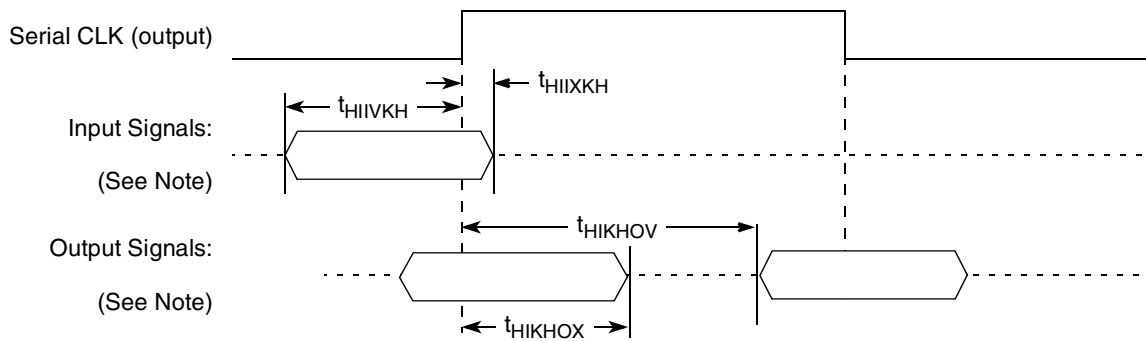 Serial CLK (output)
tHIIXKH
tHIIVKH
Input Signals:
(See Note)
tHIKHOV
Output Signals:
(See Note)
tHIKHOX